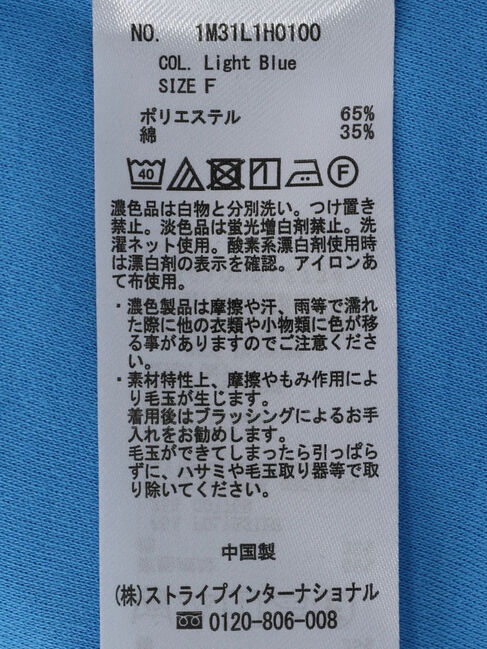 NO. 1M31L1H0100
COL. Light Blue
SIZE F
ポリエステル 65%
綿 35%
40 F
濃色品は白物と分別洗い。つけ置き
禁止。淡色品は蛍光増白剤禁止。洗
濯ネット使用。酸素系漂白剤使用時
は漂白剤の表示を確認。アイロンあ
て布使用。
・濃色製品は摩擦や汗、雨等で濡れ
た際に他の衣類や小物類に色が移
る事がありますのでご注意くださ
い。
・素材特性上、摩擦やもみ作用によ
り毛玉が生じます。
着用後はブラッシングによるお手
入れをお勧めします。
毛玉ができてしまったら引っぱら
ずに、ハサミや毛玉取り器等で取
り除いてください。
中国製
(株)ストライプインターナショナル
0120-806-008